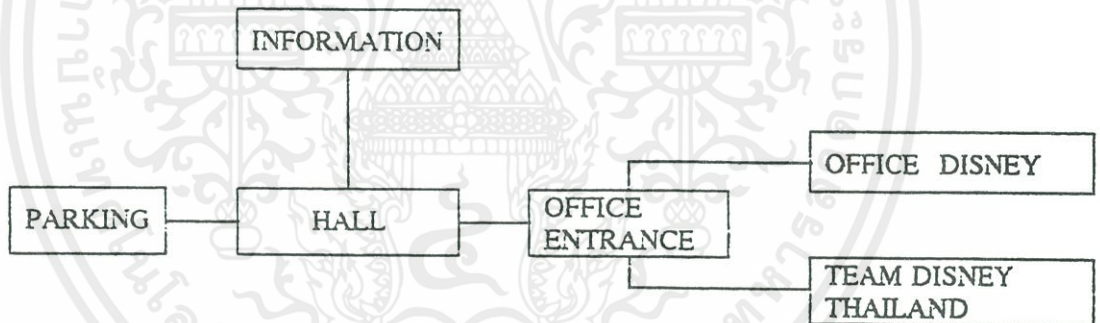 INFORMATION
OFFICE DISNEY
PARKING
HALL
OFFICE
ENTRANCE
TEAM DISNEY
THAILAND